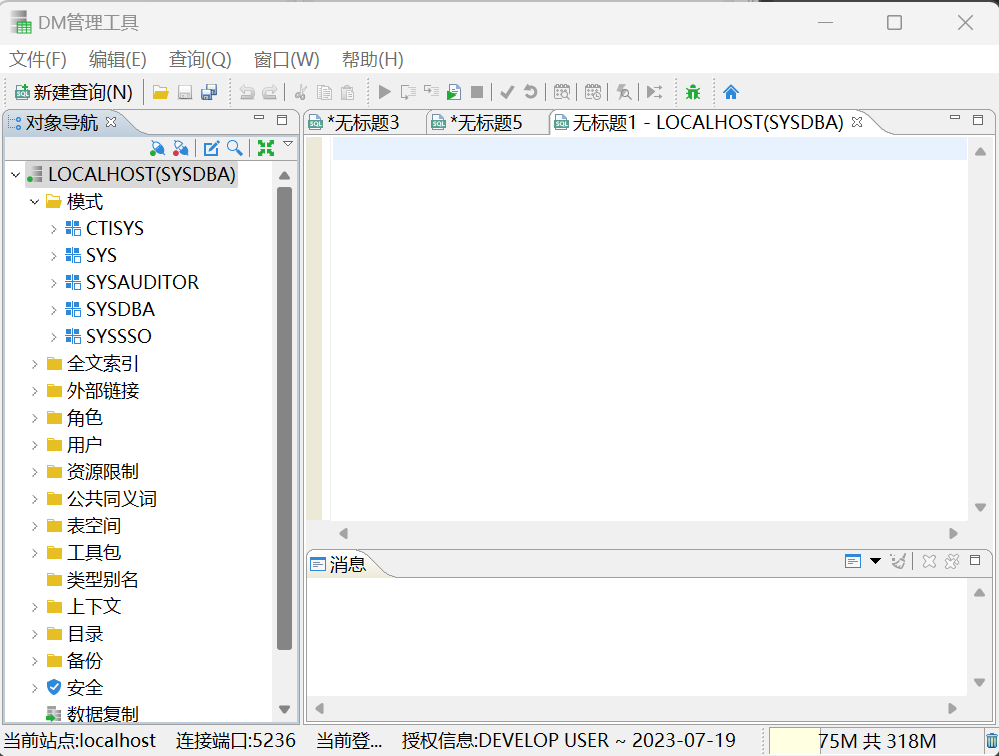 DM管理工具
文件(F) 编辑(E) 查询(Q) 窗口(W) 帮助(H)
新建查询(N)
对象导航
*无标题3 *无标题5 无标题1 - LOCALHOST(SYSDBA)
LOCALHOST(SYSDBA)
模式
CTISYS
SYS
SYSAUDITOR
SYSDBA
SYSSSO
全文索引
外部链接
角色
用户
资源限制
公共同义词
表空间
工具包
类型别名
上下文
目录
备份
安全
数据复制
消息
当前站点:localhost 连接端口:5236 当前登... 授权信息:DEVELOP USER ~ 2023-07-19 75M 共 318M